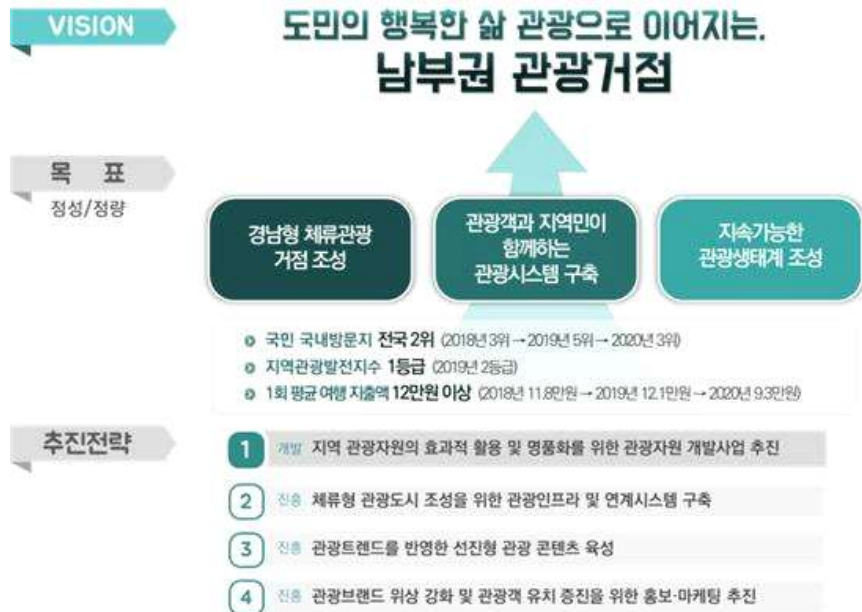 VISION
도민의 행복한 삶 관광으로 이어지는.
남부권 관광거점
목 표
정성/정량
경남형 체류관광
거점 조성
관광객과 지역민이
함께하는
관광시스템 구축
지속가능한
관광생태계 조성
국민 국내방문지 전국 2위 (2018년 3위→2019년 5위→2020년 3위)
지역관광발전지수 1등급 (2019년 2등급)
1회 평균 여행 지출액 12만원 이상 (2018년 11.8만원→2019년 12.1만원→2020년 9.3만원)
추진전략
1 개발 지역 관광자원의 효과적 활용 및 명품화를 위한 관광자원 개발사업 추진
2 진흥 체류형 관광도시 조성을 위한 관광인프라 및 연계시스템 구축
3 진흥 관광트렌드를 반영한 선진형 관광 콘텐츠 육성
4 진흥 관광브랜드 위상 강화 및 관광객 유치 증진을 위한 홍보·마케팅 추진